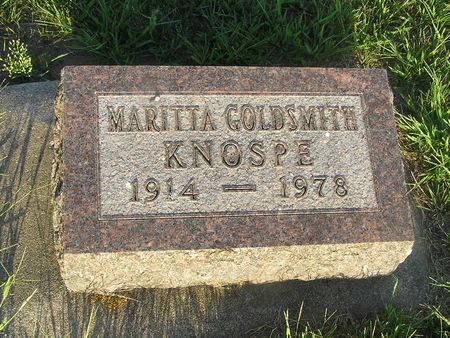 MARITTA GOLDSMITH
KNOSPE
1914 — 1978